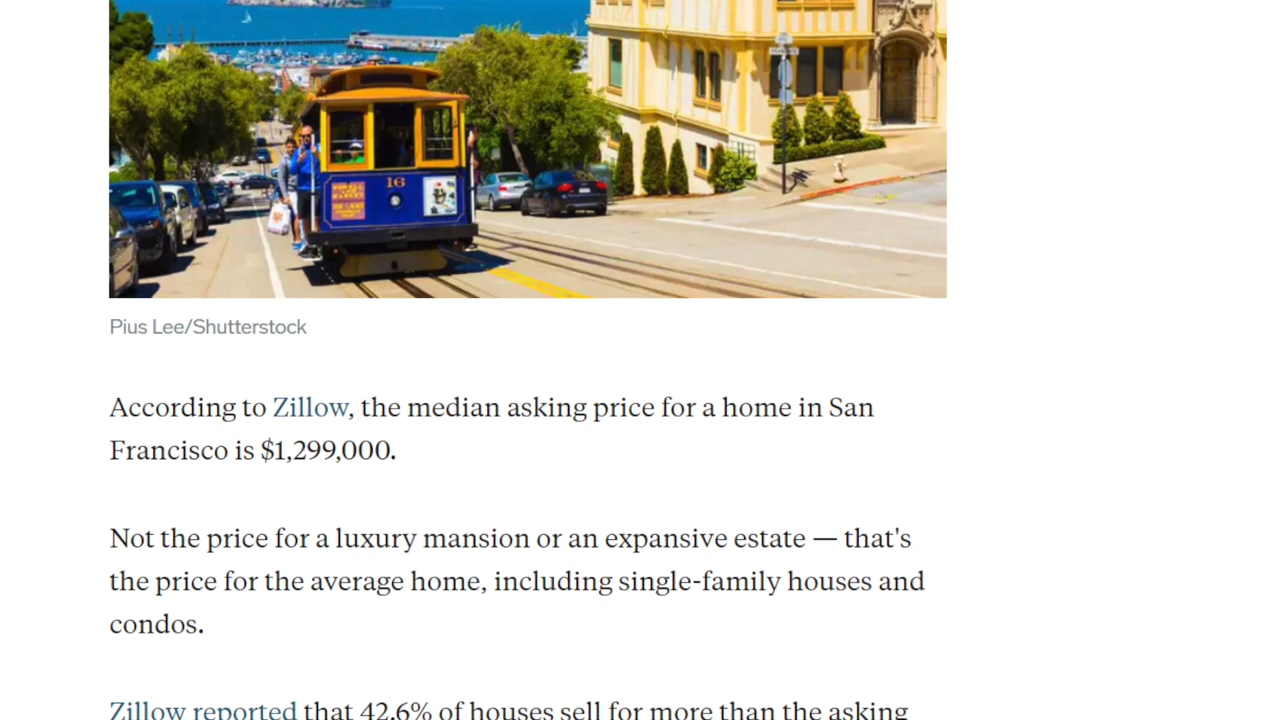 16
Pius Lee/Shutterstock
According to Zillow, the median asking price for a home in San
Francisco is $1,299,000.
Not the price for a luxury mansion or an expansive estate — that's
the price for the average home, including single-family houses and
condos.
Zillow reported that 42.6% of houses sell for more than the asking